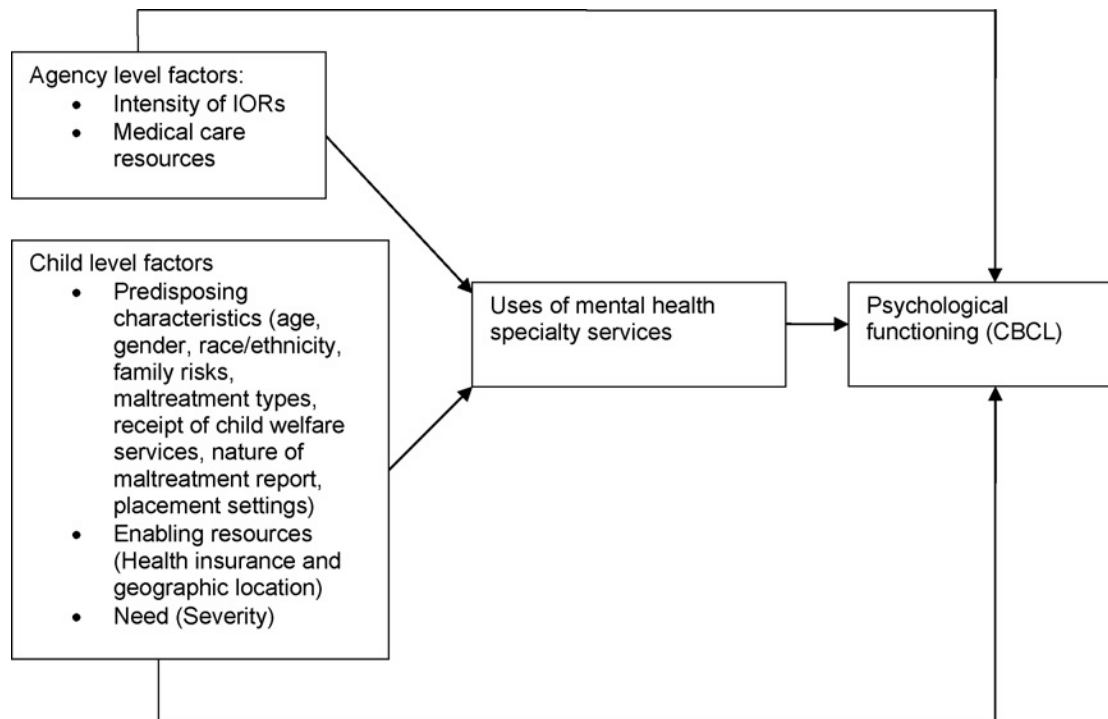 Agency level factors:
• Intensity of IORs
• Medical care
resources
Child level factors
• Predisposing
characteristics (age,
gender, race/ethnicity,
family risks,
maltreatment types,
receipt of child welfare
services, nature of
maltreatment report,
placement settings)
• Enabling resources
(Health insurance and
geographic location)
• Need (Severity)
Uses of mental health
specialty services
Psychological
functioning (CBCL)